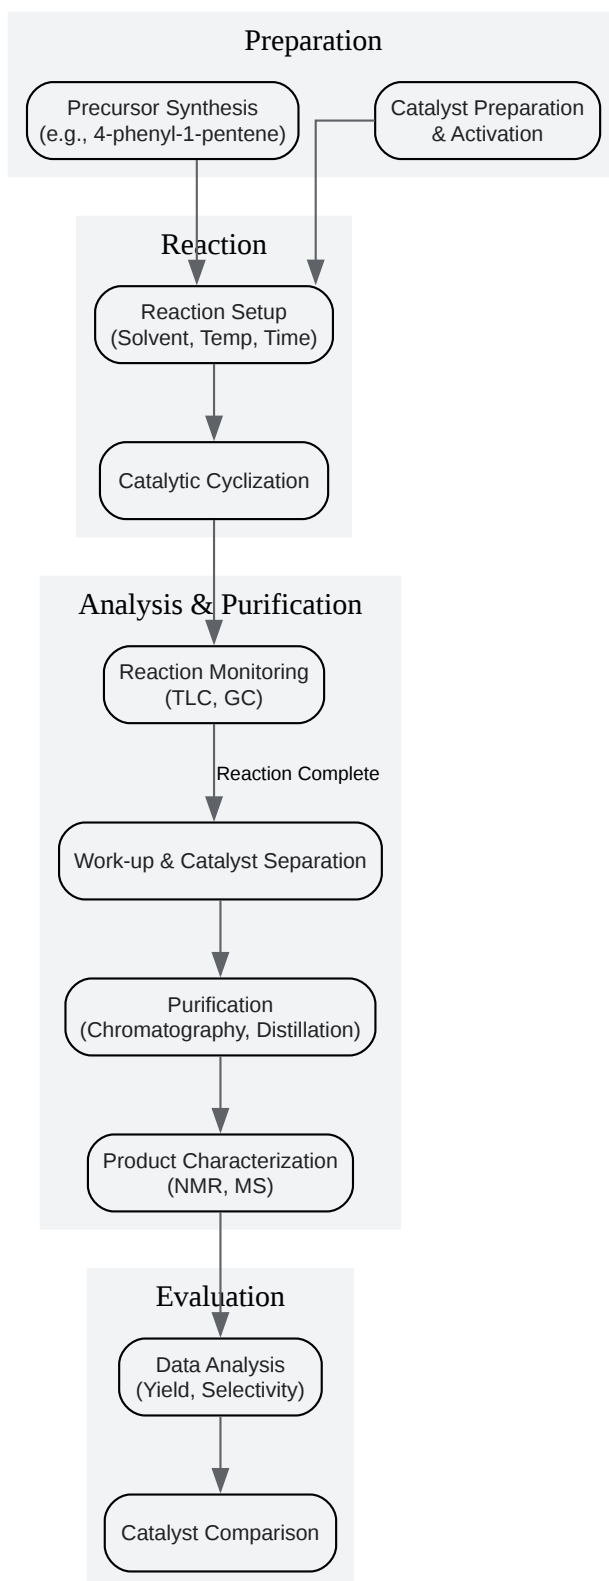 Preparation
Precursor Synthesis
(e.g., 4-phenyl-1-pentene)
Catalyst Preparation
& Activation
Reaction
Reaction Setup
(Solvent, Temp, Time)
Catalytic Cyclization
Analysis & Purification
Reaction Monitoring
(TLC, GC)
Reaction Complete
Work-up & Catalyst Separation
Purification
(Chromatography, Distillation)
Product Characterization
(NMR, MS)
Evaluation
Data Analysis
(Yield, Selectivity)
Catalyst Comparison